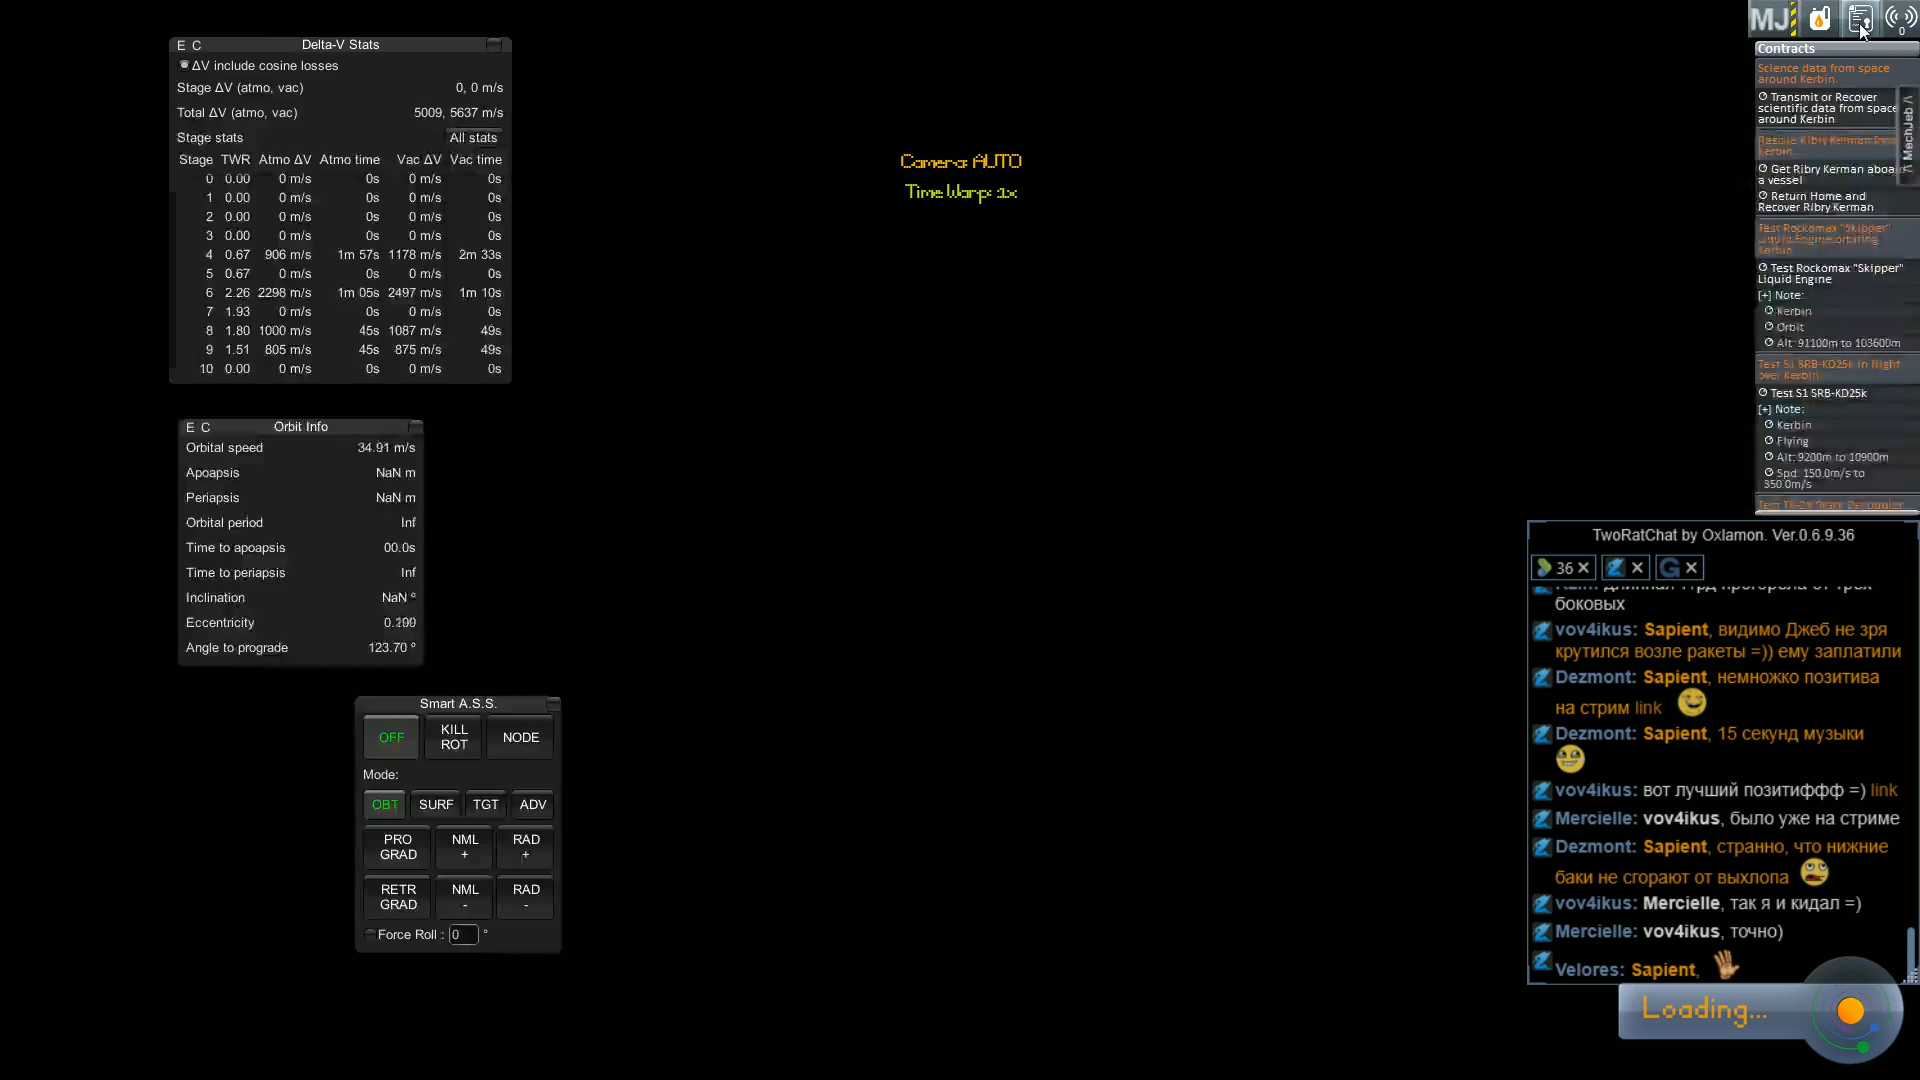 E C Delta-V Stats
ΔV include cosine losses
Stage ΔV (atmo, vac) 0, 0 m/s
Total ΔV (atmo, vac) 5009, 5637 m/s
Stage stats All stats
Stage TWR Atmo ΔV Atmo time Vac ΔV Vac time
0 0.00 0 m/s 0s 0 m/s 0s
1 0.00 0 m/s 0s 0 m/s 0s
2 0.00 0 m/s 0s 0 m/s 0s
3 0.00 0 m/s 0s 0 m/s 0s
4 0.67 906 m/s 1m 57s 1178 m/s 2m 33s
5 0.67 0 m/s 0s 0 m/s 0s
6 2.26 2298 m/s 1m 05s 2497 m/s 1m 10s
7 1.93 0 m/s 0s 0 m/s 0s
8 1.80 1000 m/s 45s 1087 m/s 49s
9 1.51 805 m/s 45s 875 m/s 49s
10 0.00 0 m/s 0s 0 m/s 0s
E C Orbit Info
Orbital speed 34.91 m/s
Apoapsis NaN m
Periapsis NaN m
Orbital period Inf
Time to apoapsis 00.0s
Time to periapsis Inf
Inclination NaN º
Eccentricity
Angle to prograde 123.70 º
Smart A.S.S.
OFF KILL ROT NODE
Mode:
OBT SURF TGT ADV
PRO GRAD NML + RAD +
RETR GRAD NML - RAD -
Force Roll : 0 °
Camera: AUTO
Time Warp: 1x
MJ 0
Contracts
Science data from space
around Kerbin.
Transmit or Recover
scientific data from space
around Kerbin
Rescue Ribry Kerman from
Kerbin
Get Ribry Kerman aboa
a vessel
Return Home and
Recover Ribry Kerman
Test Rockomax "Skipper"
Liquid Engine orbiting
Kerbin
Test Rockomax "Skipper"
Liquid Engine
[+] Note:
Kerbin
Orbit
Alt: 91100m to 103600m
Test S1 SRB-KD25k in flight
over Kerbin
Test S1 SRB-KD25k
[+] Note:
Kerbin
Flying
Alt: 9200m to 10900m
Spd: 150.0m/s to
350.0m/s
/\ MechJeb /\
TwoRatChat by Oxlamon. Ver.0.6.9.36
36
боковых
vov4ikus: Sapient, видимо Джеб не зря
крутился возле ракеты =)) ему заплатили
Dezmont: Sapient, немножко позитива
на стрим link
Dezmont: Sapient, 15 секунд музыки
vov4ikus: вот лучший позитиффф =) link
Mercielle: vov4ikus, было уже на стриме
Dezmont: Sapient, странно, что нижние
баки не сгорают от выхлопа
vov4ikus: Mercielle, так я и кидал =)
Mercielle: vov4ikus, точно)
Velores: Sapient,
Loading...